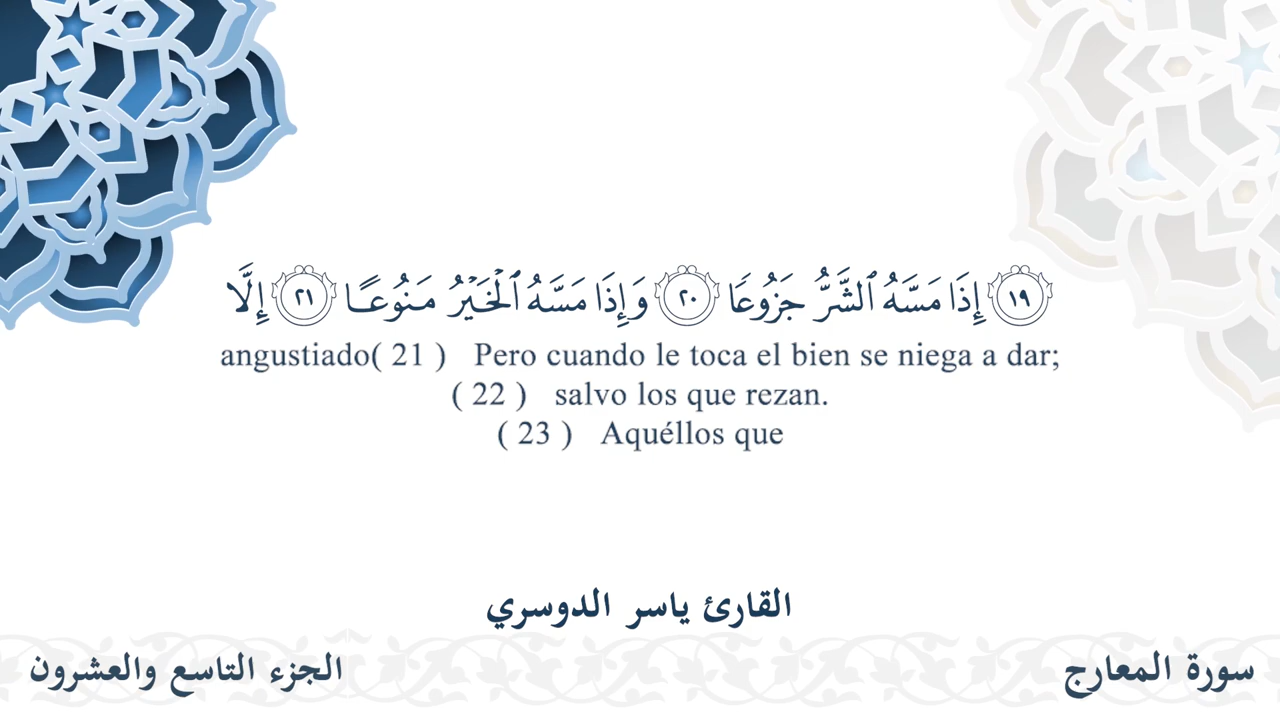 ١٩ إِذَا مَسَّهُ ٱلشَّرُّ جَزُوعًا ٢٠ وَإِذَا مَسَّهُ ٱلْخَيْرُ مَنُوعًا ٢١ إِلَّا
angustiado( 21 ) Pero cuando le toca el bien se niega a dar;
( 22 ) salvo los que rezan.
( 23 ) Aquéllos que
القارئ ياسر الدوسري
سورة المعارج
الجزء التاسع والعشرون